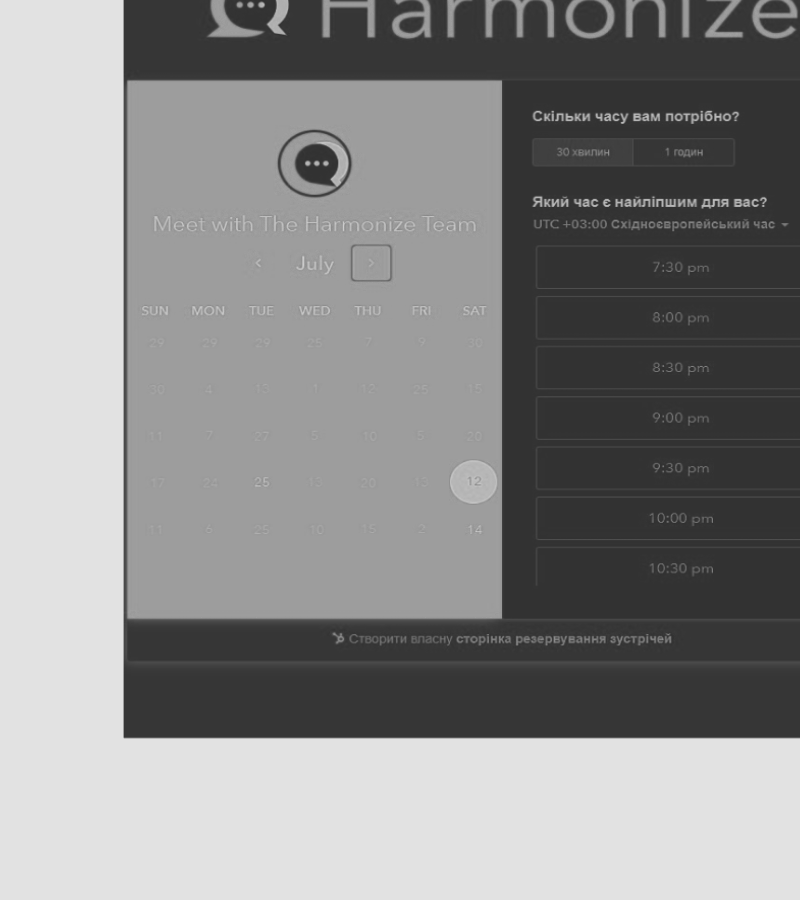 Harmonize
Meet with The Harmonize Team
July
SUN MON TUE WED THU FRI SAT
29 29 29 25 7 9 30
30 4 13 1 12 25 15
11 7 27 5 10 5 20
17 24 25 13 20 15 12
11 6 25 10 15 2 14
Скільки часу вам потрібно?
30 хвилин 1 годин
Який час є найліпшим для вас?
UTC +03:00 Східноєвропейський час
7:30 pm
8:00 pm
8:30 pm
9:00 pm
9:30 pm
10:00 pm
10:30 pm
Створити власну сторінка резервування зустрічей